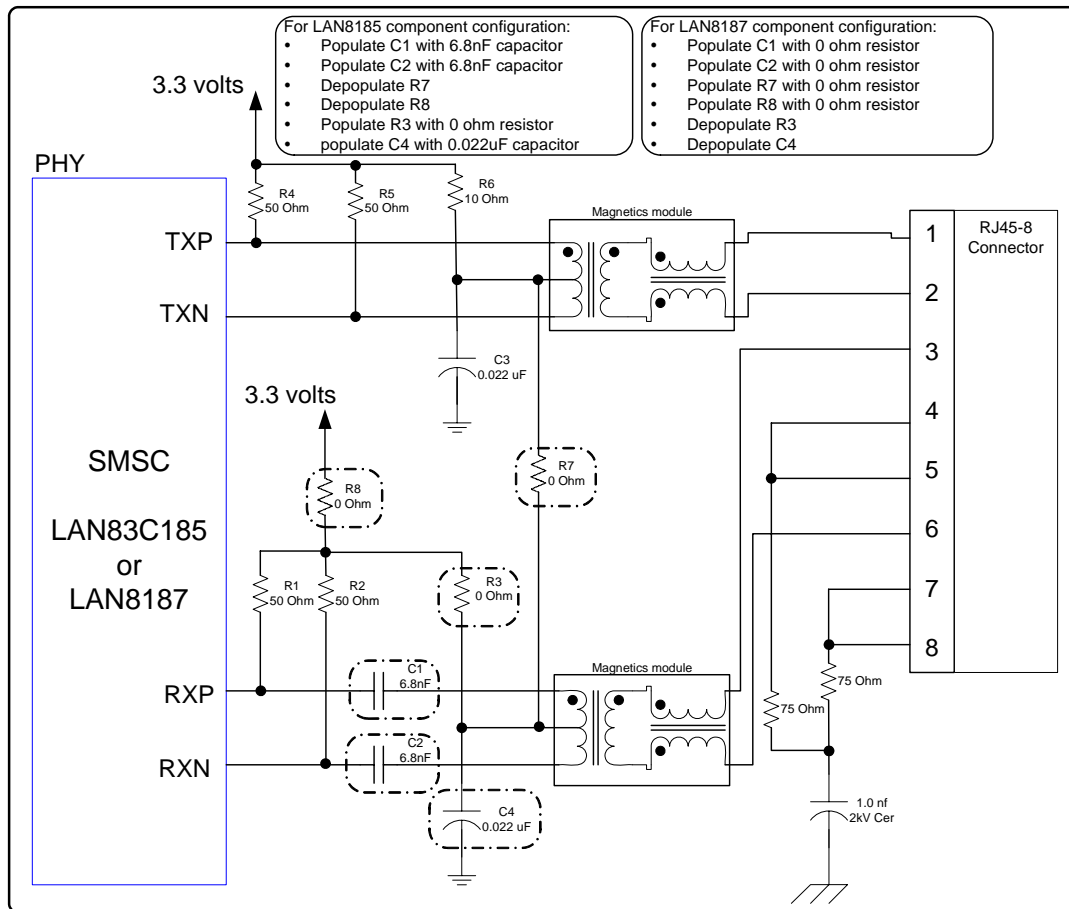 For LAN8185 component configuration:
• Populate C1 with 6.8nF capacitor
• Populate C2 with 6.8nF capacitor
• Depopulate R7
• Depopulate R8
• Populate R3 with 0 ohm resistor
• populate C4 with 0.022uF capacitor
For LAN8187 component configuration:
• Populate C1 with 0 ohm resistor
• Populate C2 with 0 ohm resistor
• Populate R7 with 0 ohm resistor
• Populate R8 with 0 ohm resistor
• Depopulate R3
• Depopulate C4
3.3 volts
PHY
R4
50 Ohm
R5
50 Ohm
R6
10 Ohm
Magnetics module
RJ45-8
Connector
TXP
TXN
1
2
3
4
5
6
7
8
C3
0.022 uF
3.3 volts
SMSC
LAN83C185
or
LAN8187
R8
0 Ohm
R7
0 Ohm
R1
50 Ohm
R2
50 Ohm
R3
0 Ohm
Magnetics module
C1
6.8nF
RXP
C2
6.8nF
RXN
C4
0.022 uF
75 Ohm
75 Ohm
1.0 nf
2kV Cer